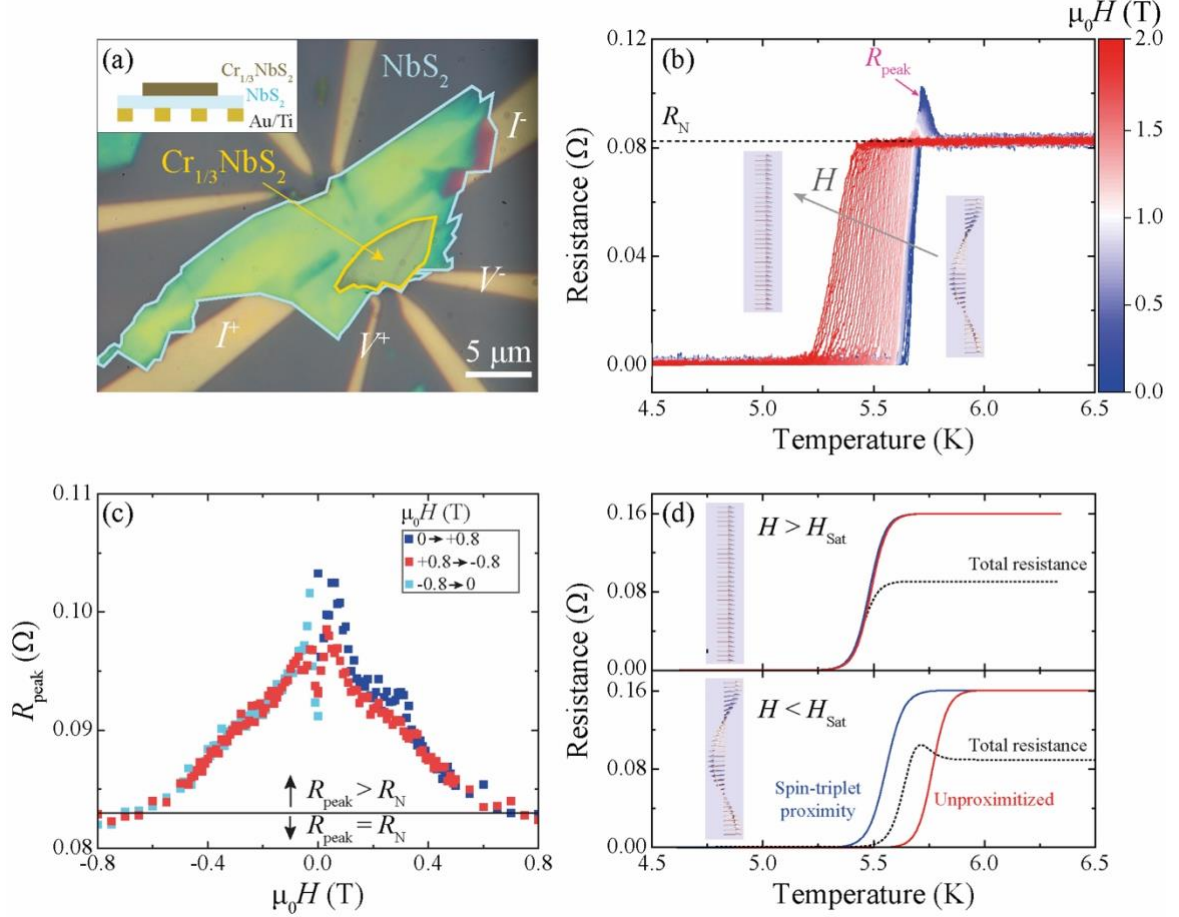 (a)
Cr1/3NbS2
NbS2
Au/Ti
NbS2
I-
Cr1/3NbS2
V-
I+
V+
5 μm
(b)
μ0H (T)
0.12
0.08
0.04
0.00
Resistance (Ω)
Rpeak
RN
H
4.5 5.0 5.5 6.0 6.5
Temperature (K)
2.0
1.5
1.0
0.5
0.0
(c)
0.11
0.10
0.09
0.08
Rpeak (Ω)
μ0H (T)
0→+0.8
+0.8→-0.8
-0.8→0
Rpeak > RN
Rpeak = RN
-0.8 -0.4 0.0 0.4 0.8
μ0H (T)
(d)
H > HSat
0.16
0.08
0.00
Total resistance
Resistance (Ω)
H < HSat
0.16
0.08
0.00
Total resistance
Spin-triplet
proximity
Unproximitized
4.5 5.0 5.5 6.0 6.5
Temperature (K)